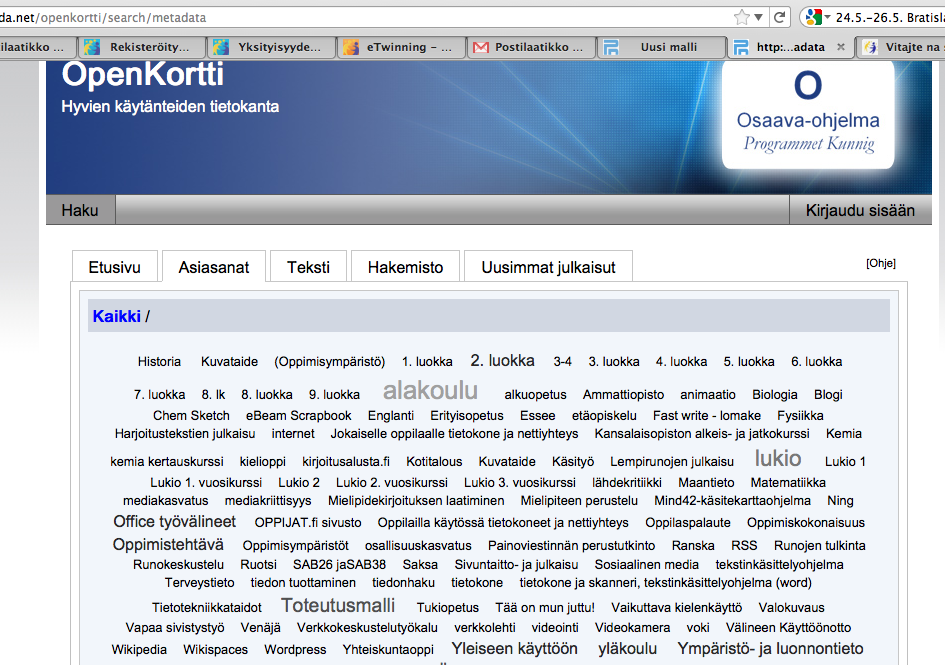 da.net/openkortti/search/metadata
24.5.-26.5. Bratisla
ilaatikko ... Rekisteröity... Yksityisyyde... eTwinning – ... Postilaatikko ... Uusi malli http:...adata Vitajte na
OpenKortti
Hyvien käytänteiden tietokanta
O
Osaava-ohjelma
Programmet Kunnig
Haku Kirjaudu sisään
Etusivu Asiasanat Teksti Hakemisto Uusimmat julkaisut [Ohje]
Kaikki /
Historia Kuvataide (Oppimisympäristö) 1. luokka 2. luokka 3-4 3. luokka 4. luokka 5. luokka 6. luokka
7. luokka 8. lk 8. luokka 9. luokka alakoulu alkuopetus Ammattiopisto animaatio Biologia Blogi
Chem Sketch eBeam Scrapbook Englanti Erityisopetus Essee etäopiskelu Fast write - lomake Fysiikka
Harjoitustekstien julkaisu internet Jokaiselle oppilaalle tietokone ja nettiyhteys Kansalaisopiston alkeis- ja jatkokurssi Kemia
kemia kertauskurssi kielioppi kirjoitusalusta.fi Kotitalous Kuvataide Käsityö Lempirunojen julkaisu lukio Lukio 1
Lukio 1. vuosikurssi Lukio 2 Lukio 2. vuosikurssi Lukio 3. vuosikurssi lähdekritiikki Maantieto Matematiikka
mediakasvatus mediakriittisyys Mielipidekirjoituksen laatiminen Mielipiteen perustelu Mind42-käsitekarttaohjelma Ning
Office työvälineet OPPIJAT.fi sivusto Oppilailla käytössä tietokoneet ja nettiyhteys Oppilaspalaute Oppimiskokonaisuus
Oppimistehtävä Oppimisympäristöt osallisuuskasvatus Painoviestinnän perustutkinto Ranska RSS Runojen tulkinta
Runokeskustelu Ruotsi SAB26 jaSAB38 Saksa Sivuntaitto- ja julkaisu Sosiaalinen media tekstinkäsittelyohjelma
Terveystieto tiedon tuottaminen tiedonhaku tietokone tietokone ja skanneri, tekstinkäsittelyohjelma (word)
Tietotekniikkataidot Toteutusmalli Tukiopetus Tää on mun juttu! Vaikuttava kielenkäyttö Valokuvaus
Vapaa sivistystyö Venäjä Verkkokeskustelutyökalu verkkolehti videointi Videokamera voki Välineen Käyttöönotto
Wikipedia Wikispaces Wordpress Yhteiskuntaoppi Yleiseen käyttöön yläkoulu Ympäristö- ja luonnontieto